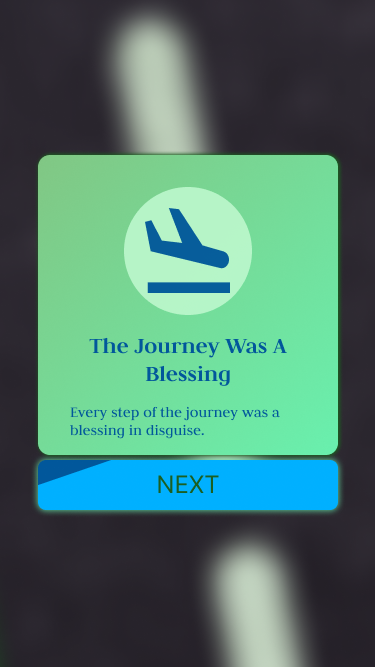 The Journey Was A
Blessing
Every step of the journey was a
blessing in disguise.
NEXT